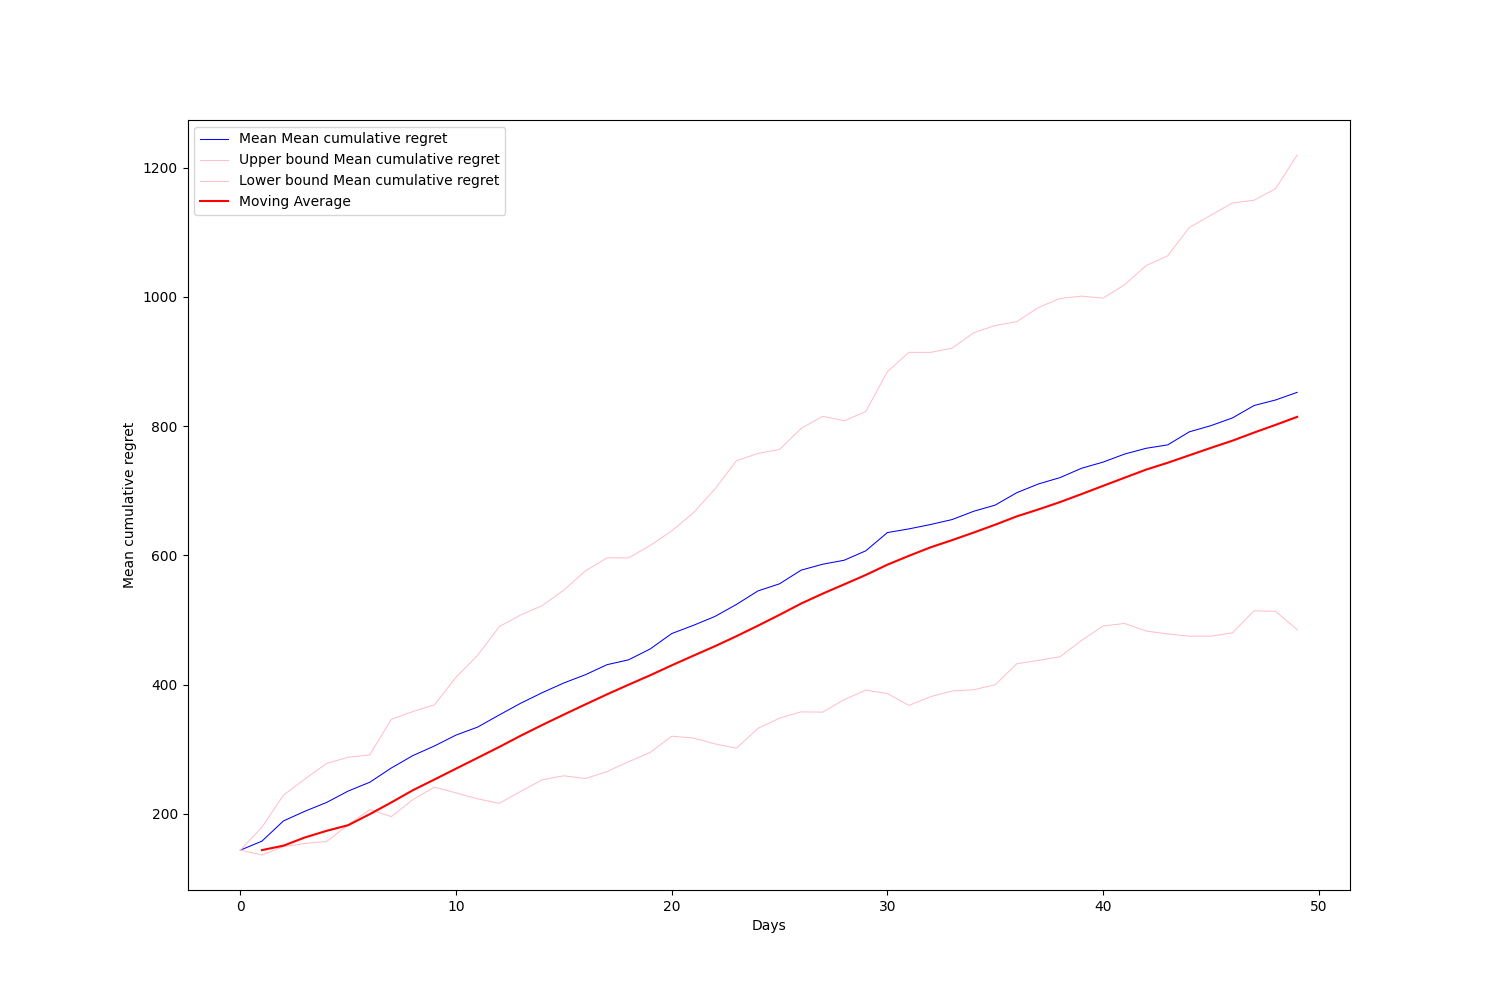 Mean Mean cumulative regret
Upper bound Mean cumulative regret
Lower bound Mean cumulative regret
Moving Average
1200
1000
800
600
400
200
Mean cumulative regret
0 10 20 30 40 50
Days